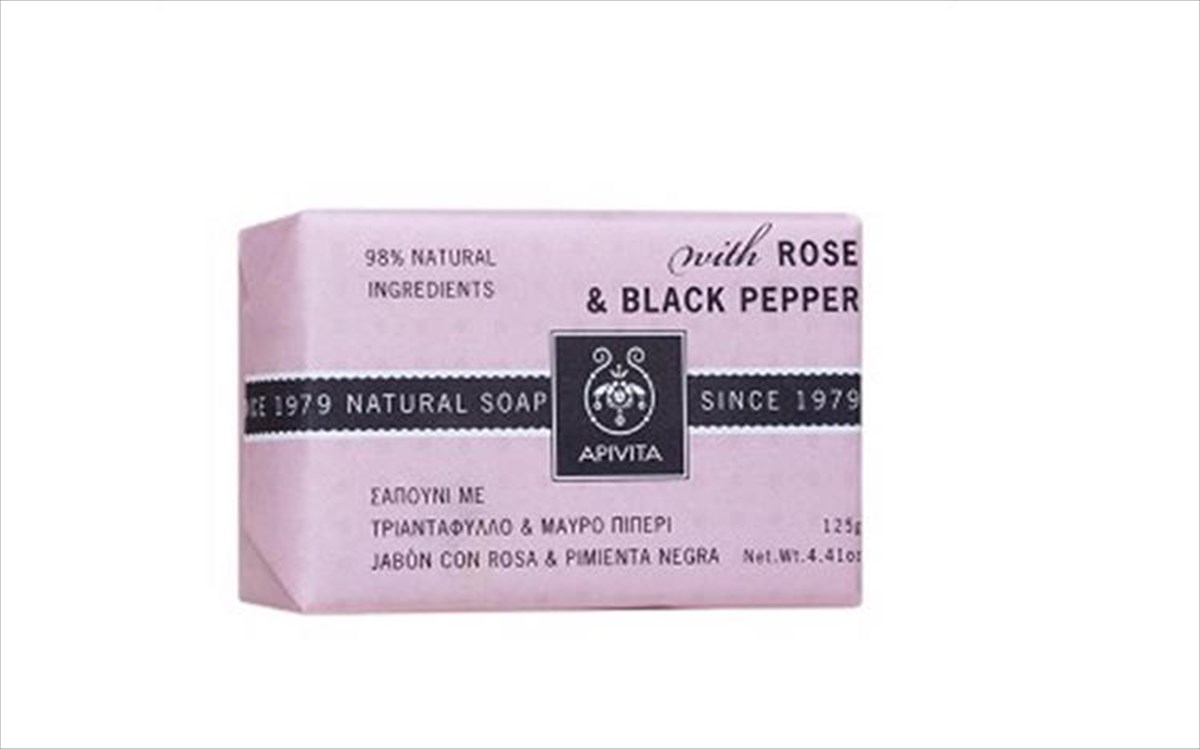 98% NATURAL
INGREDIENTS
with ROSE
& BLACK PEPPER
1979 NATURAL SOAP
APIVITA
SINCE 1979
ΣΑΠΟΥΝΙ ΜΕ
ΤΡΙΑΝΤΑΦΥΛΛΟ & ΜΑΥΡΟ ΠΙΠΕΡΙ
JABÓN CON ROSA & PIMIENTA NEGRA
125g
Net.Wt.4.41oz